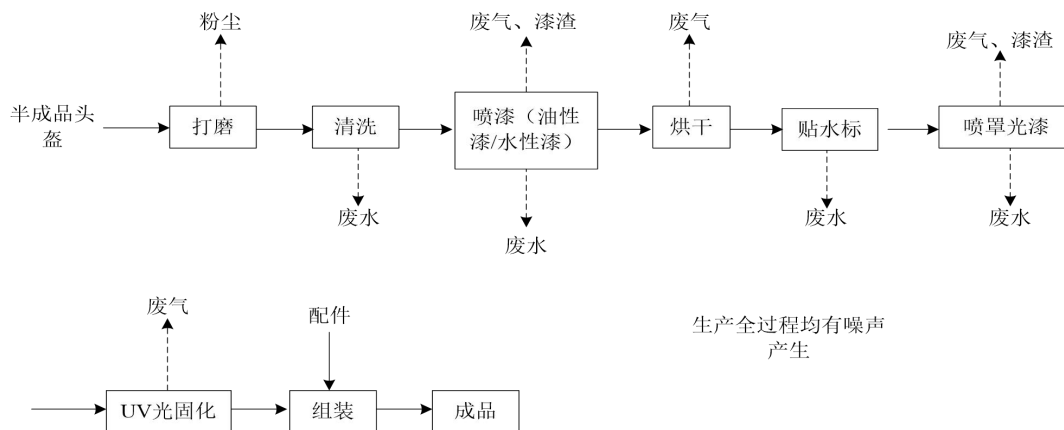 粉尘
废气、漆渣
废气
废气、漆渣
半成品头
盔
打磨
清洗
喷漆（油性
漆/水性漆）
烘干
贴水标
喷罩光漆
废水
废水
废水
废水
废气
配件
生产全过程均有噪声
产生
UV光固化
组装
成品